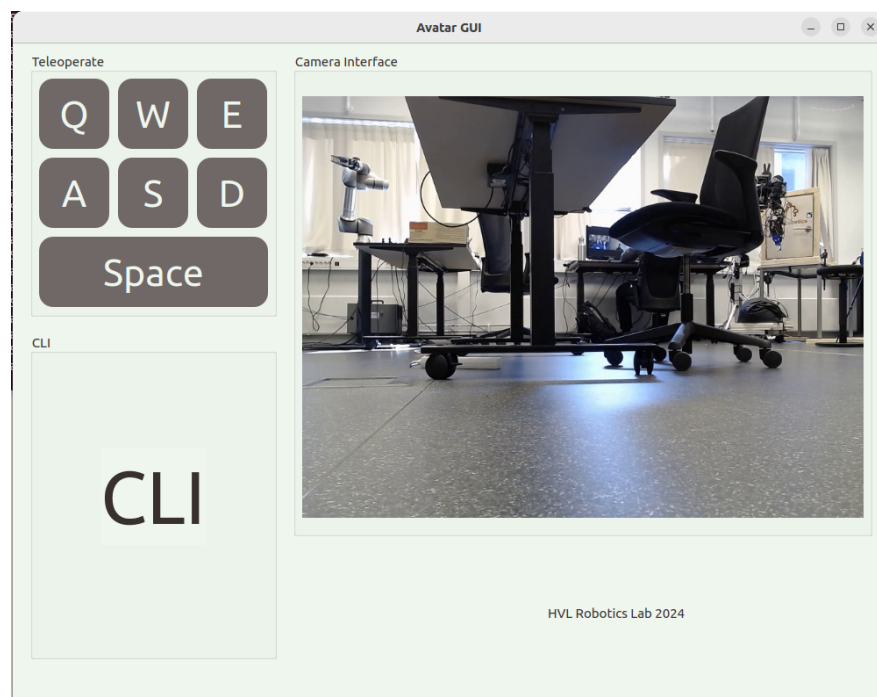 Avatar GUI
Teleoperate
Q W E
A S D
Space
CLI
CLI
Camera Interface
HVL Robotics Lab 2024